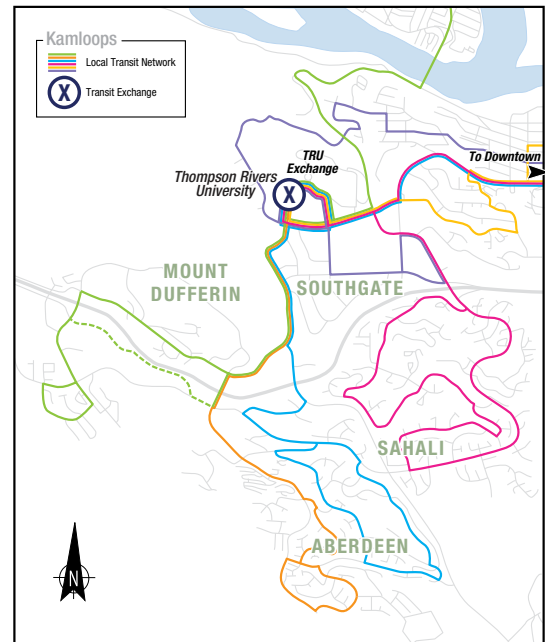 Kamloops
Local Transit Network
X
Transit Exchange
TRU
Exchange
To Downtown
Thompson Rivers
University
X
MOUNT
DUFFERIN
SOUTHGATE
SAHALI
ABERDEEN
N